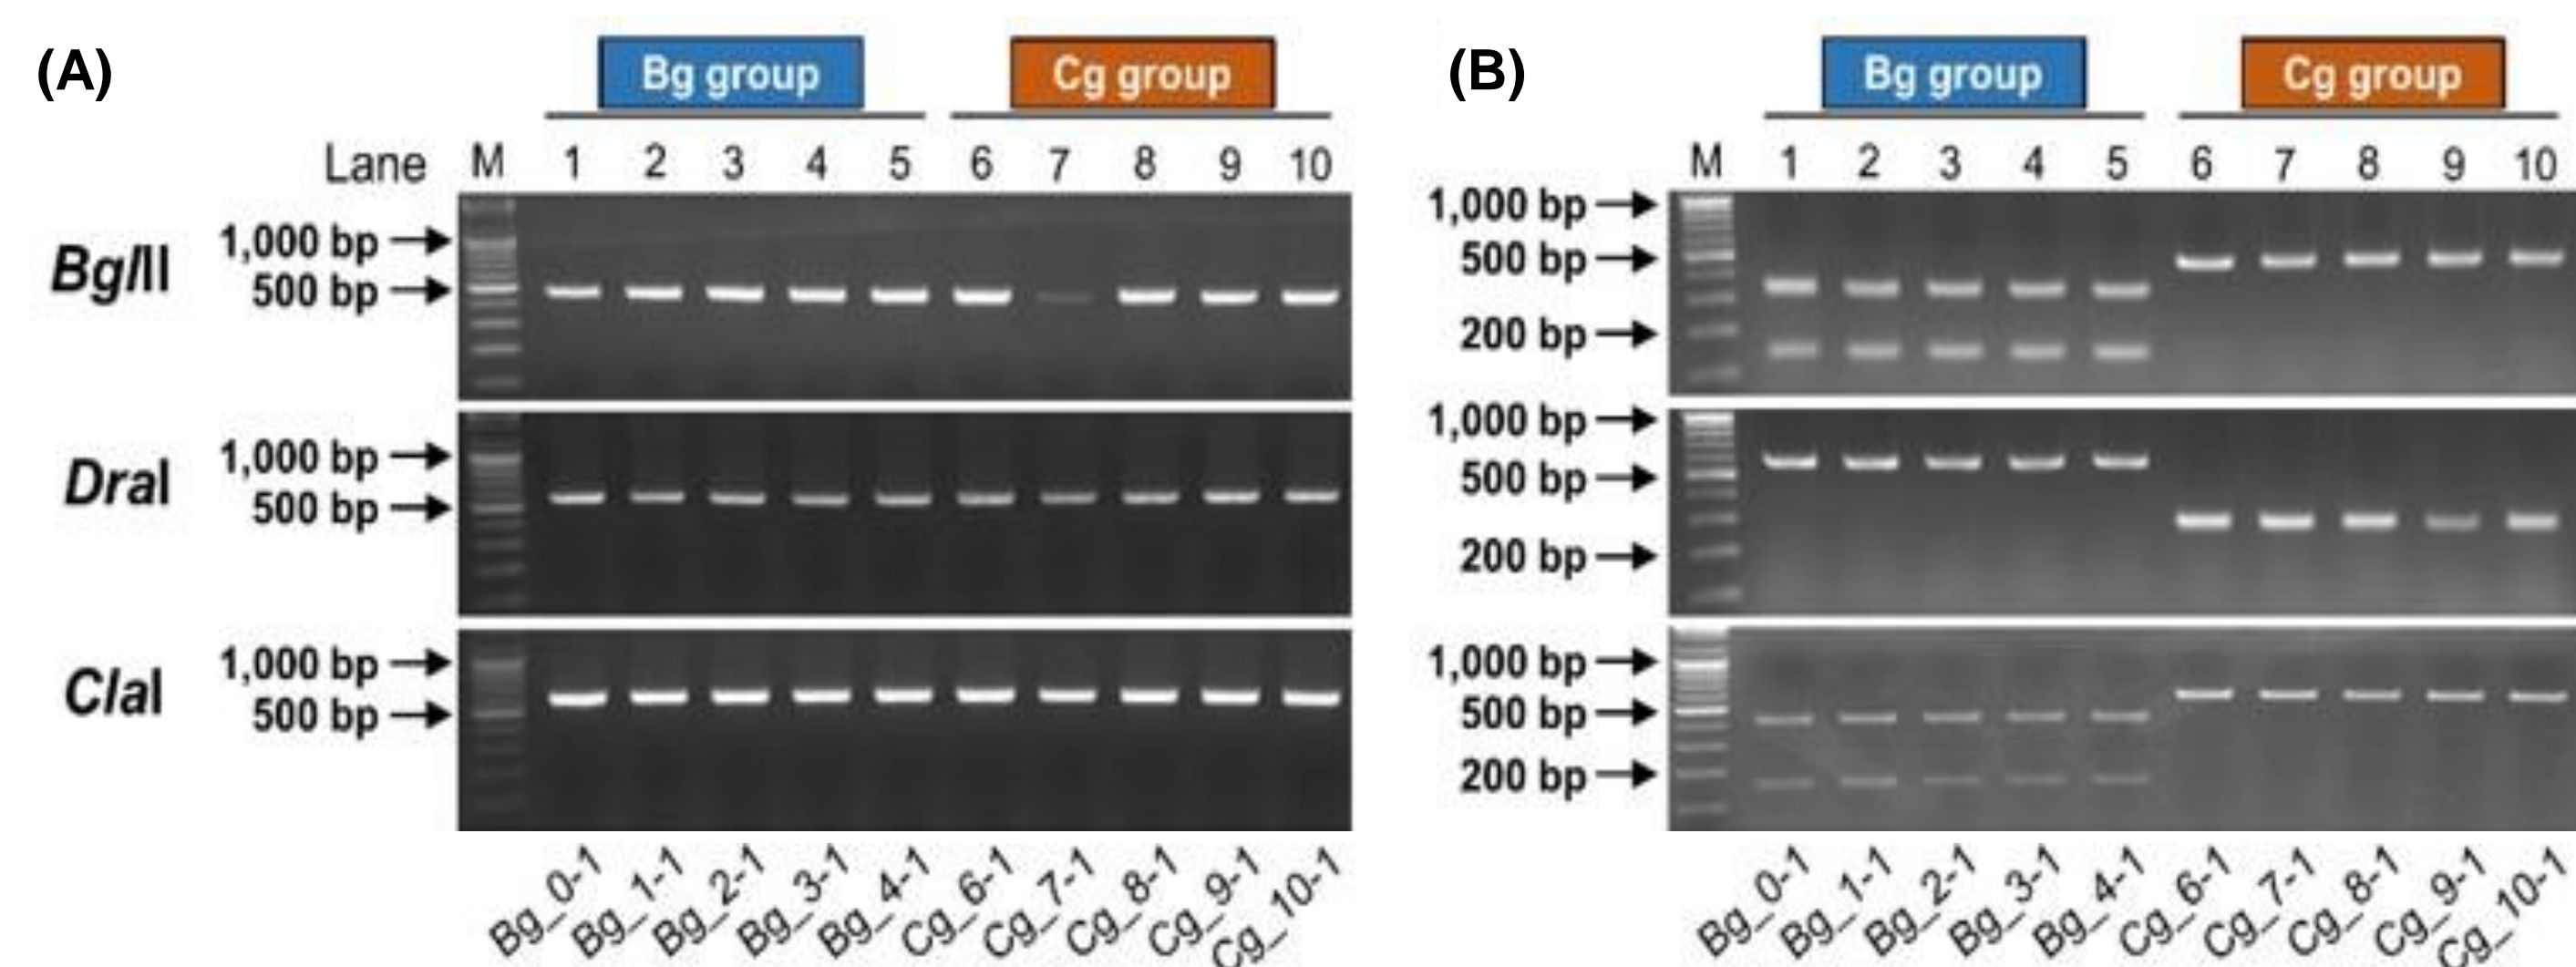 (A)
Bg group
Cg group
Lane M 1 2 3 4 5 6 7 8 9 10
BglII
1,000 bp
500 bp
DraI
1,000 bp
500 bp
ClaI
1,000 bp
500 bp
Bg_0-1 Bg_1-1 Bg_2-1 Bg_3-1 Bg_4-1 Cg_6-1 Cg_7-1 Cg_8-1 Cg_9-1 Cg_10-1
(B)
Bg group
Cg group
M 1 2 3 4 5 6 7 8 9 10
1,000 bp
500 bp
200 bp
1,000 bp
500 bp
200 bp
1,000 bp
500 bp
200 bp
Bg_0-1 Bg_1-1 Bg_2-1 Bg_3-1 Bg_4-1 Cg_6-1 Cg_7-1 Cg_8-1 Cg_9-1 Cg_10-1